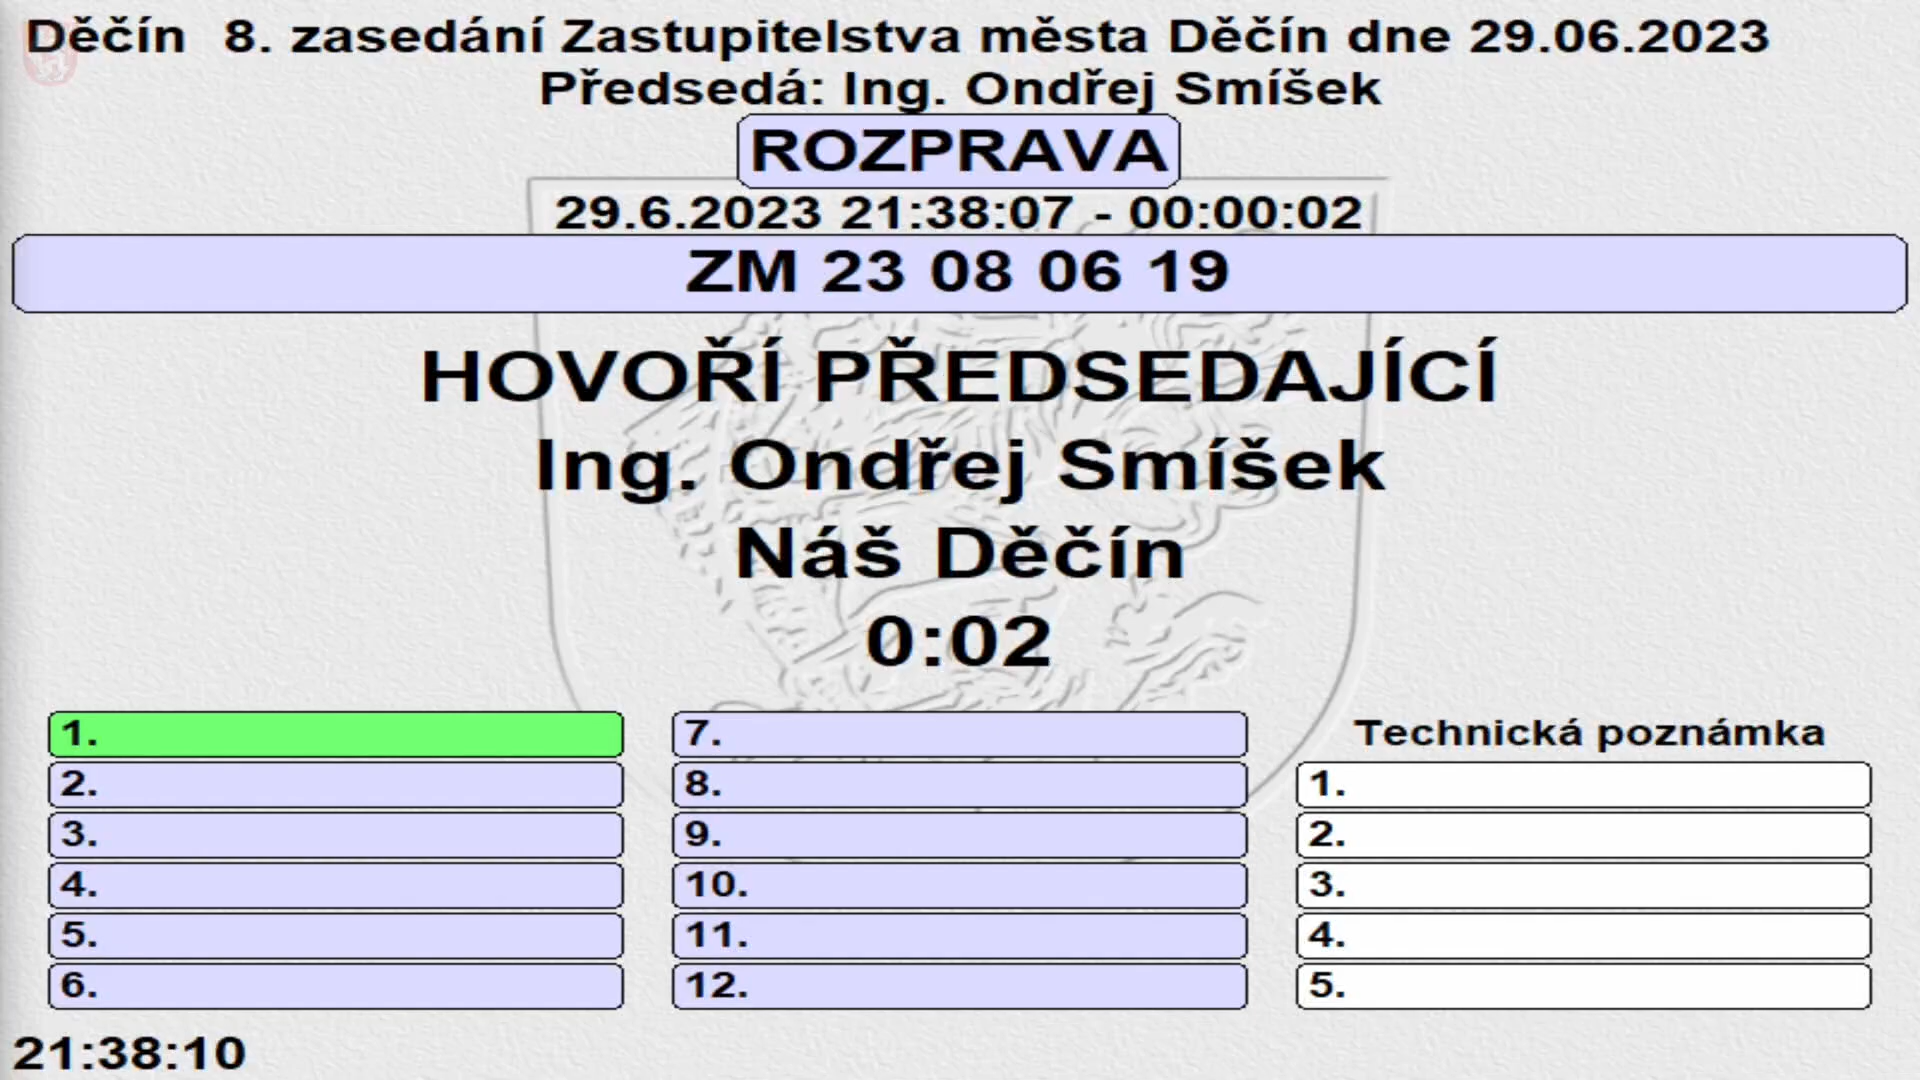 Děčín 8. zasedání Zastupitelstva města Děčín dne 29.06.2023
Předsedá: Ing. Ondřej Smíšek
ROZPRAVA
29.6.2023 21:38:07 - 00:00:02
ZM 23 08 06 19
HOVOŘÍ PŘEDSEDAJÍCÍ
Ing. Ondřej Smíšek
Náš Děčín
0:02
1.
2.
3.
4.
5.
6.
7.
8.
9.
10.
11.
12.
Technická poznámka
1.
2.
3.
4.
5.
21:38:10